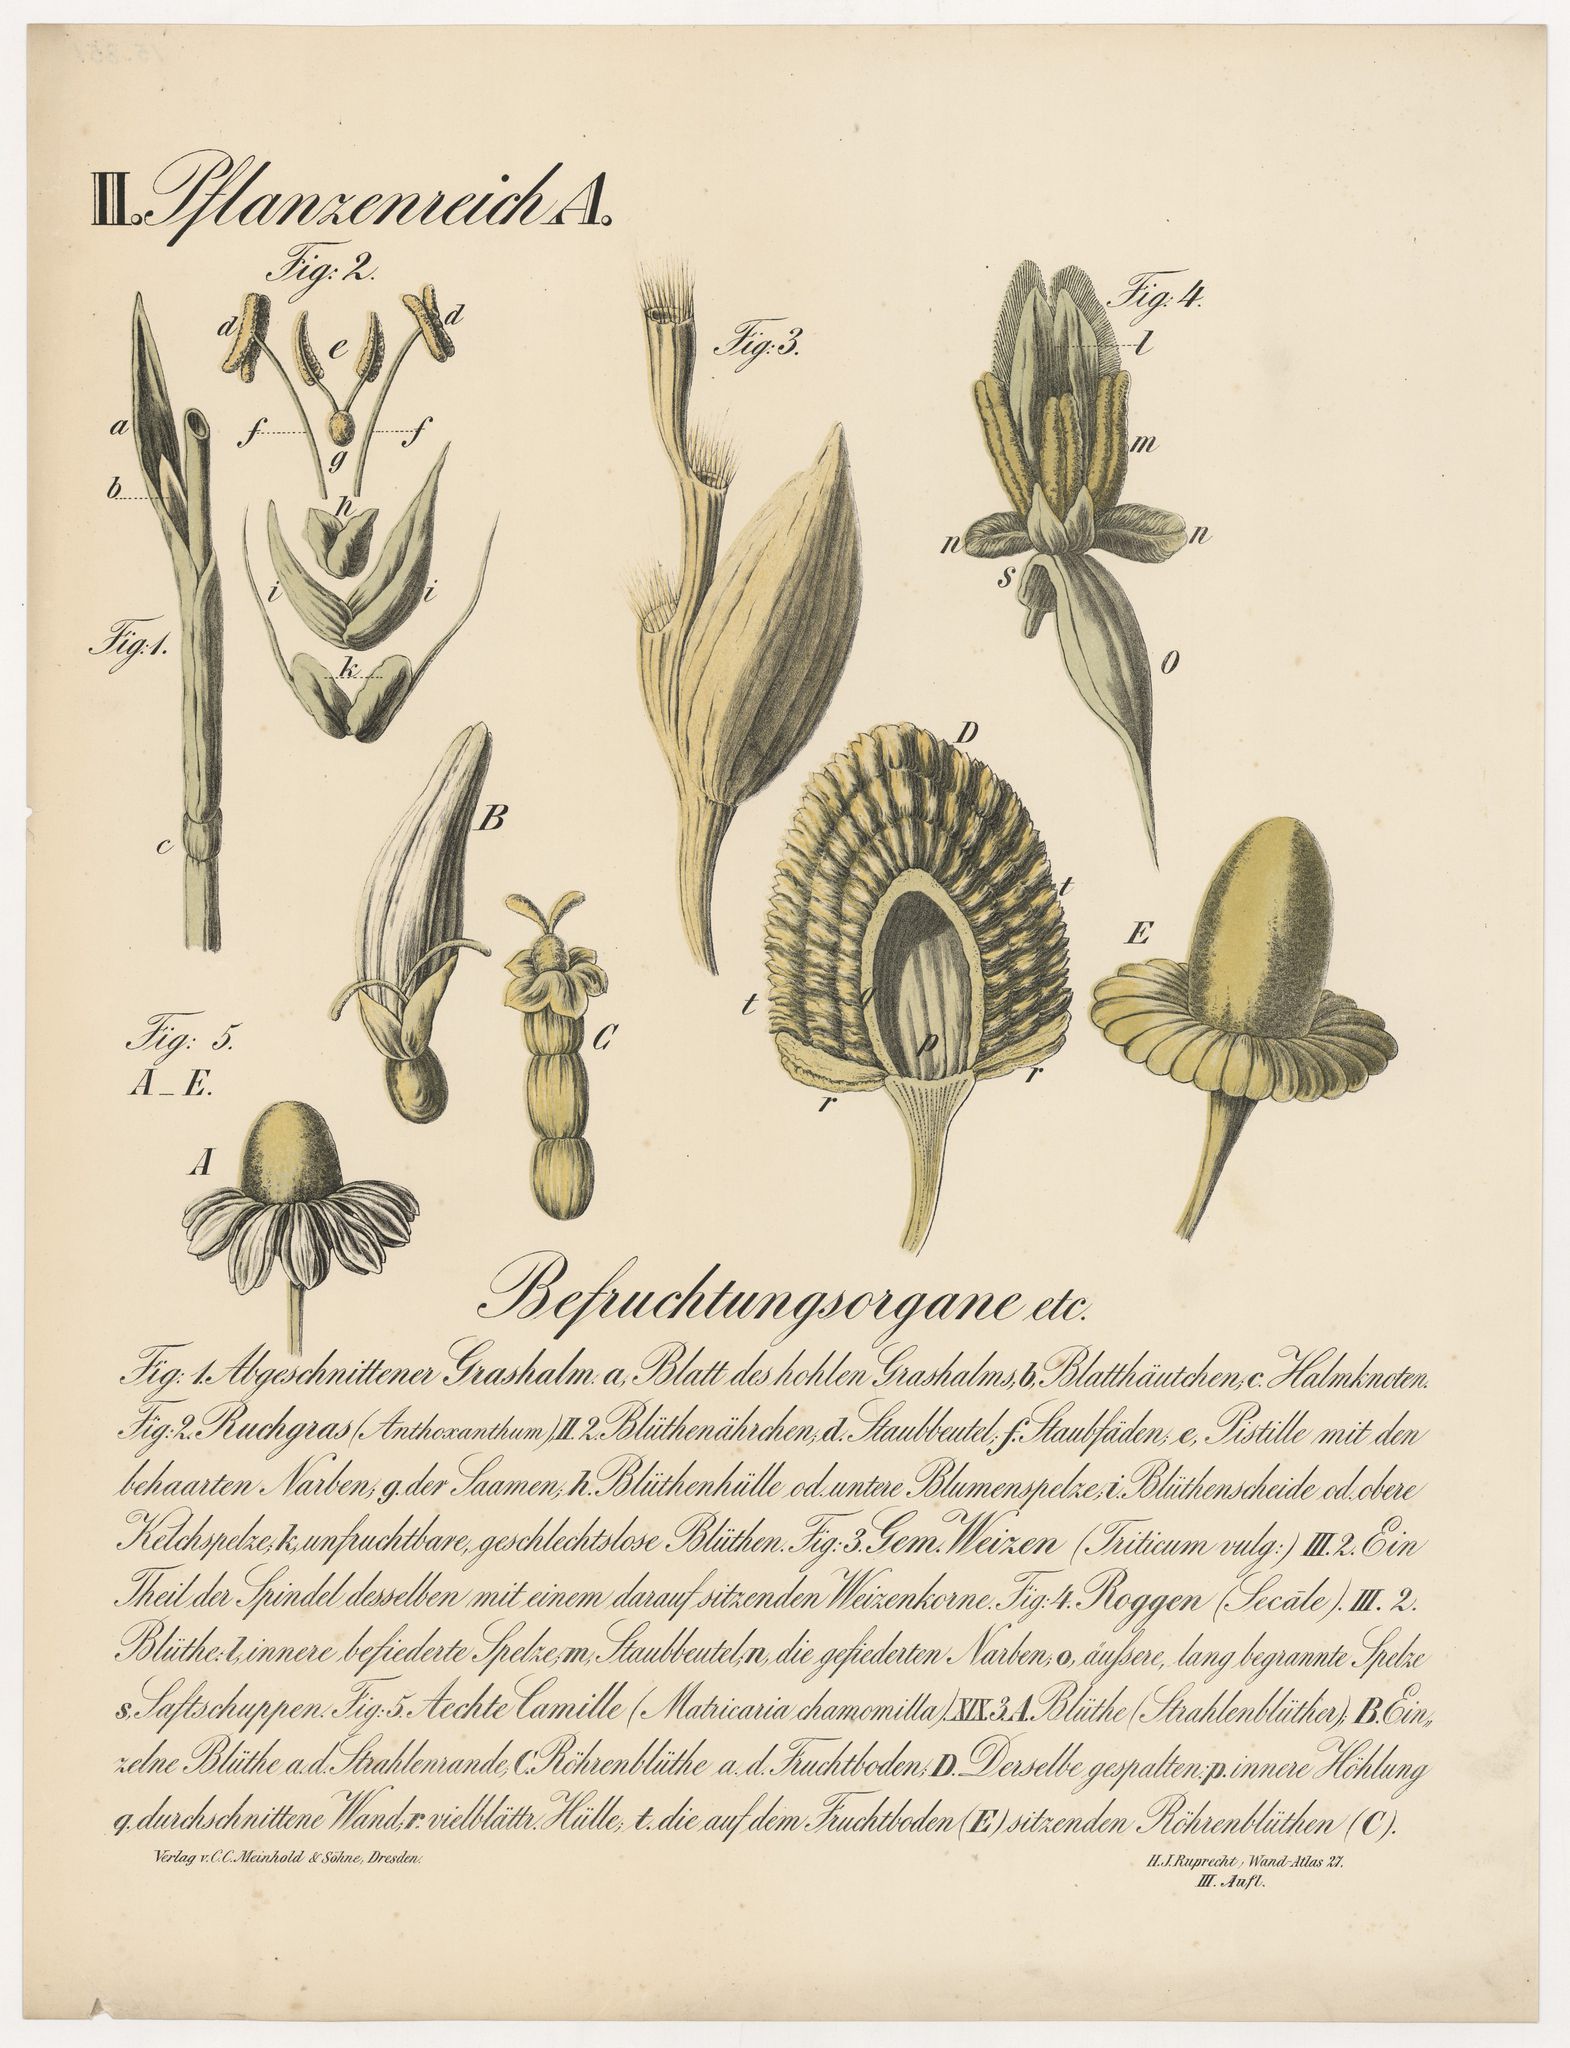 II. Pflanzenreich A.
Fig: 2.
d
e
d
Fig: 3.
Fig: 4.
l
a
f
f
g
m
b
h
n
n
s
i
i
Fig: 1.
k
O
D
B
c
t
E
q
t
C
p
Fig: 5.
A_E.
r
r
A
Befruchtungsorgane etc.
Fig: 1. Abgeschnittener Grashalm. a, Blatt des hohlen Grashalms, b, Blatthäutchen, c. Halmknoten.
Fig: 2. Ruchgras (Anthoxanthum) II. 2. Blüthenährchen; d. Staubbeutel; f. Staubfäden; e, Pistille mit den
behaarten Narben; g. der Saamen; h. Blüthenhülle od. untere Blumenspelze; i. Blüthenscheide od. obere
Kelchspelze; k, unfruchtbare, geschlechtslose Blüthen. Fig: 3. Gem. Weizen (Triticum vulg:) III. 2. Ein
Theil der Spindel desselben mit einem darauf sitzenden Weizenkorne. Fig: 4. Roggen (Secāle). III. 2.
Blüthe: l, innere befiederte Spelze; m, Staubbeutel; n, die gefiederten Narben; o, äußere, lang begrannte Spelze
s, Saftschuppen. Fig: 5. Aechte Camille (Matricaria chamomilla) XIX. 3. A. Blüthe (Strahlenblüther); B. Ein„
zelne Blüthe a. d. Strahlenrande, C. Röhrenblüthe a. d. Fruchtboden; D. Derselbe gespalten: p. innere Höhlung
q. durchschnittene Wand; r. vielblättr. Hülle; t. die auf dem Fruchtboden (E) sitzenden Röhrenblüthen (C).
Verlag v. C.C. Meinhold & Söhne, Dresden.
H.J. Ruprecht, Wand-Atlas 27.
III. Aufl.